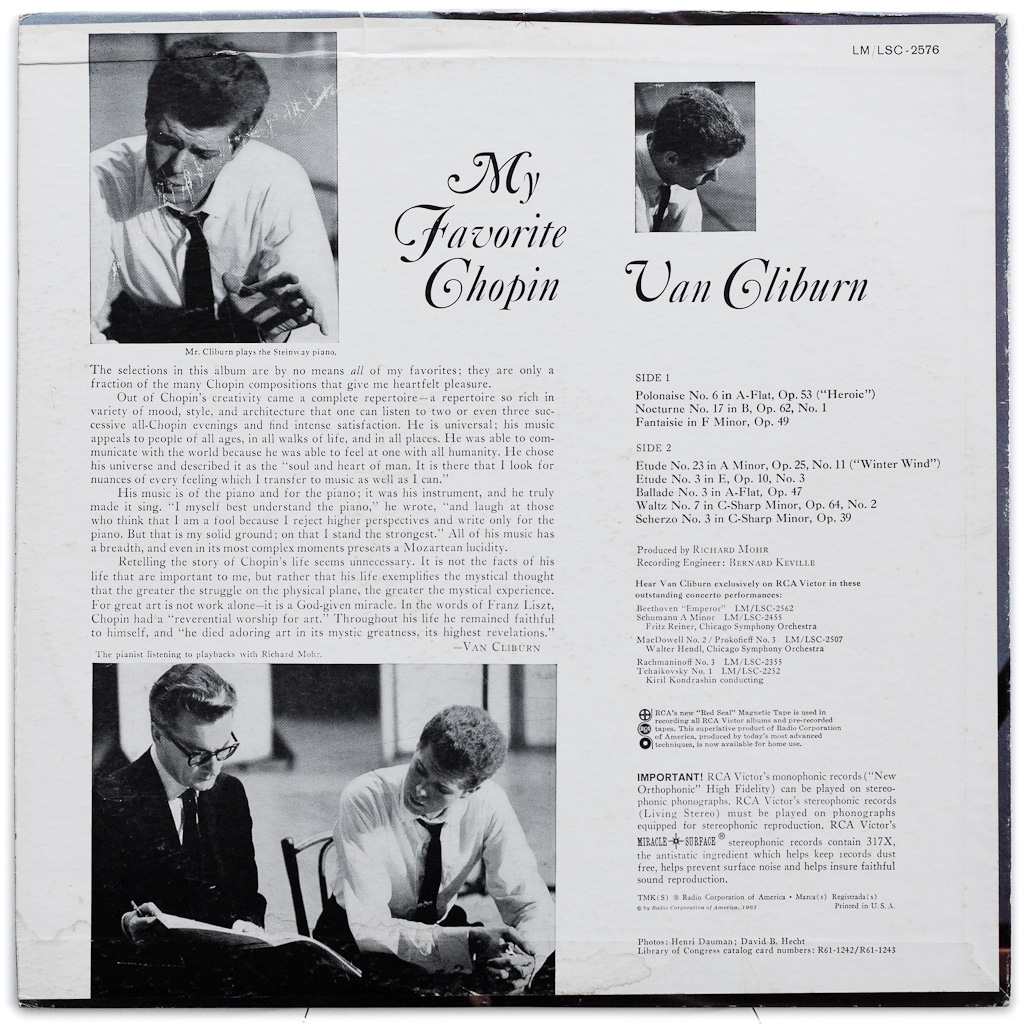 LM/LSC-2576
My
Favorite
Chopin
Van Cliburn
Mr. Cliburn plays the Steinway piano.
The selections in this album are by no means all of my favorites; they are only a
fraction of the many Chopin compositions that give me heartfelt pleasure.
Out of Chopin's creativity came a complete repertoire—a repertoire so rich in
variety of mood, style, and architecture that one can listen to two or even three suc-
cessive all-Chopin evenings and find intense satisfaction. He is universal; his music
appeals to people of all ages, in all walks of life, and in all places. He was able to com-
municate with the world because he was able to feel at one with all humanity. He chose
his universe and described it as the “soul and heart of man. It is there that I look for
nuances of every feeling which I transfer to music as well as I can.”
His music is of the piano and for the piano; it was his instrument, and he truly
made it sing. “I myself best understand the piano,” he wrote, “and laugh at those
who think that I am a fool because I reject higher perspectives and write only for the
piano. But that is my solid ground; on that I stand the strongest.” All of his music has
a breadth, and even in its most complex moments presents a Mozartean lucidity.
Retelling the story of Chopin's life seems unnecessary. It is not the facts of his
life that are important to me, but rather that his life exemplifies the mystical thought
that the greater the struggle on the physical plane, the greater the mystical experience.
For great art is not work alone—it is a God-given miracle. In the words of Franz Liszt,
Chopin had a “reverential worship for art.” Throughout his life he remained faithful
to himself, and “he died adoring art in its mystic greatness, its highest revelations.”
—VAN CLIBURN
The pianist listening to playbacks with Richard Mohr.
SIDE 1
Polonaise No. 6 in A-Flat, Op. 53 (“Heroic”)
Nocturne No. 17 in B, Op. 62, No. 1
Fantaisie in F Minor, Op. 49
SIDE 2
Etude No. 23 in A Minor, Op. 25, No. 11 (“Winter Wind”)
Etude No. 3 in E, Op. 10, No. 3
Ballade No. 3 in A-Flat, Op. 47
Waltz No. 7 in C-Sharp Minor, Op. 64, No. 2
Scherzo No. 3 in C-Sharp Minor, Op. 39
Produced by RICHARD MOHR
Recording Engineer: BERNARD KEVILLE
Hear Van Cliburn exclusively on RCA Victor in these
outstanding concerto performances:
Beethoven “Emperor” LM/LSC-2562
Schumann A Minor LM/LSC-2455
Fritz Reiner, Chicago Symphony Orchestra
MacDowell No. 2 / Prokofieff No. 3 LM/LSC-2507
Walter Hendl, Chicago Symphony Orchestra
Rachmaninoff No. 3 LM/LSC-2355
Tchaikovsky No. 1 LM/LSC-2252
Kiril Kondrashin conducting
RCA's new “Red Seal” Magnetic Tape is used in
recording all RCA Victor albums and pre-recorded
tapes. This superlative product of Radio Corporation
of America, produced by today's most advanced
techniques, is now available for home use.
IMPORTANT! RCA Victor's monophonic records (“New
Orthophonic” High Fidelity) can be played on stereo-
phonic phonographs. RCA Victor's stereophonic records
(Living Stereo) must be played on phonographs
equipped for stereophonic reproduction. RCA Victor's
MIRACLE SURFACE ® stereophonic records contain 317X,
the antistatic ingredient which helps keep records dust
free, helps prevent surface noise and helps insure faithful
sound reproduction.
TMK(S) ® Radio Corporation of America • Marca(s) Registrada(s)
© by Radio Corporation of America, 1961 Printed in U.S.A.
Photos: Henri Dauman; David B. Hecht
Library of Congress catalog card numbers: R61-1242/R61-1243